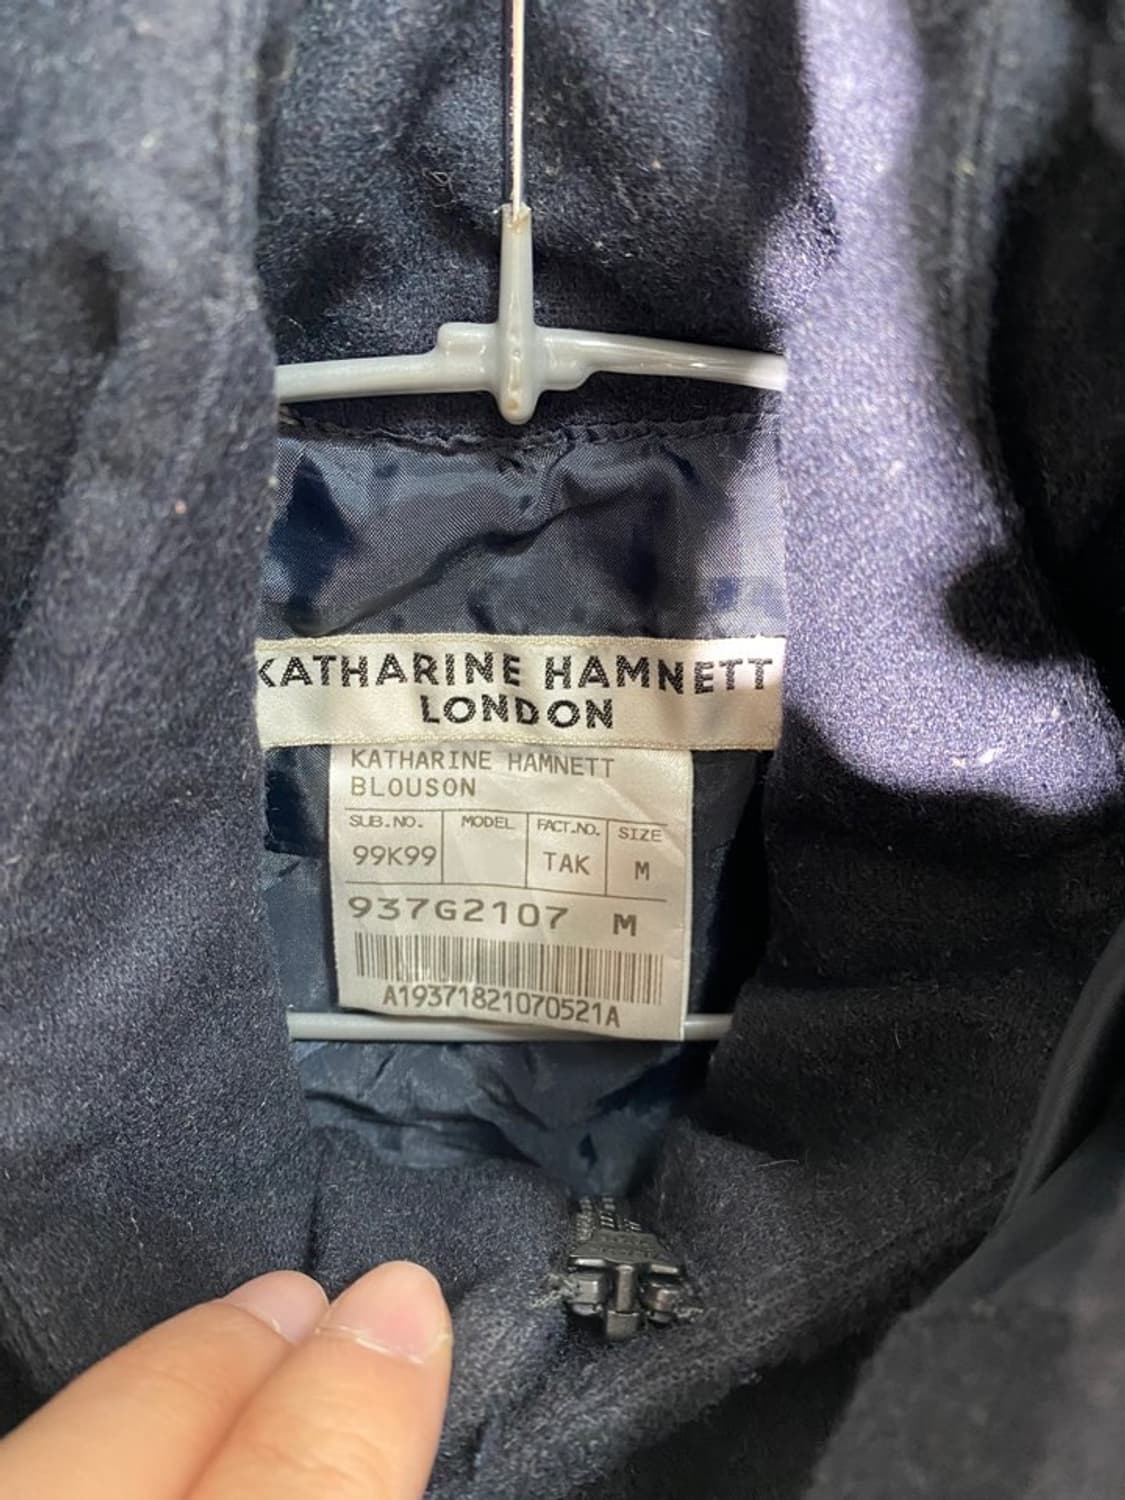 KATHARINE HAMNETT
LONDON
KATHARINE HAMNETT
BLOUSON
SUB.NO. MODEL FACT.NO. SIZE
99K99 TAK M
937G2107 M
A19371821070521A